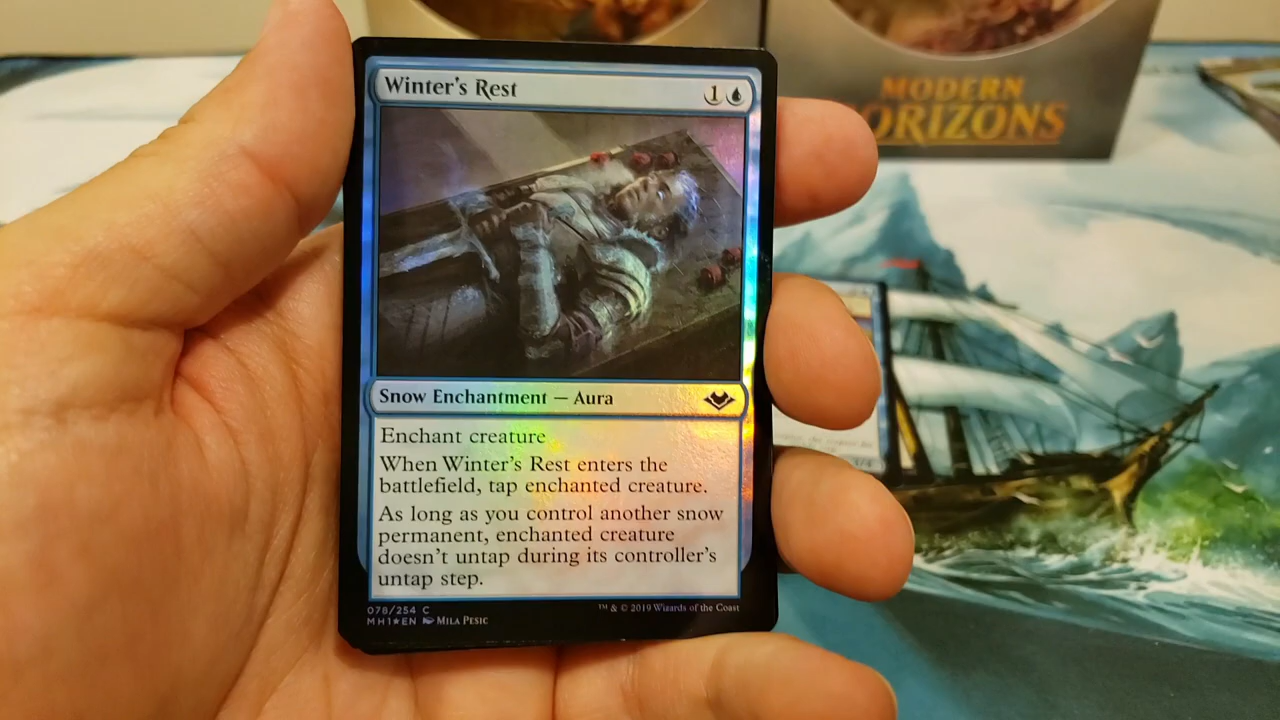 MODERN
HORIZONS
Winter's Rest
1
Snow Enchantment — Aura
Enchant creature
When Winter's Rest enters the
battlefield, tap enchanted creature.
As long as you control another snow
permanent, enchanted creature
doesn't untap during its controller's
untap step.
078/254 C
MH1★EN MILA PESIC
™ & © 2019 Wizards of the Coast